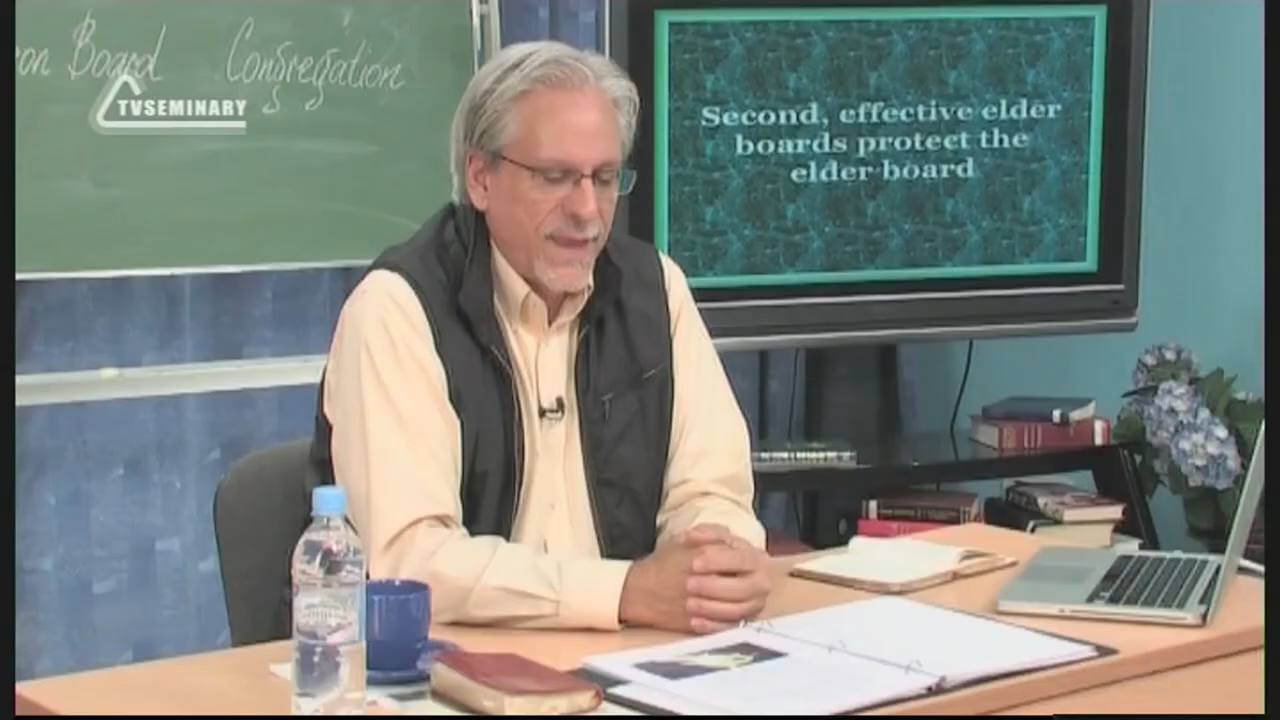 Board Congregation
TVSEMINARY
Second, effective elder
boards protect the
elder board